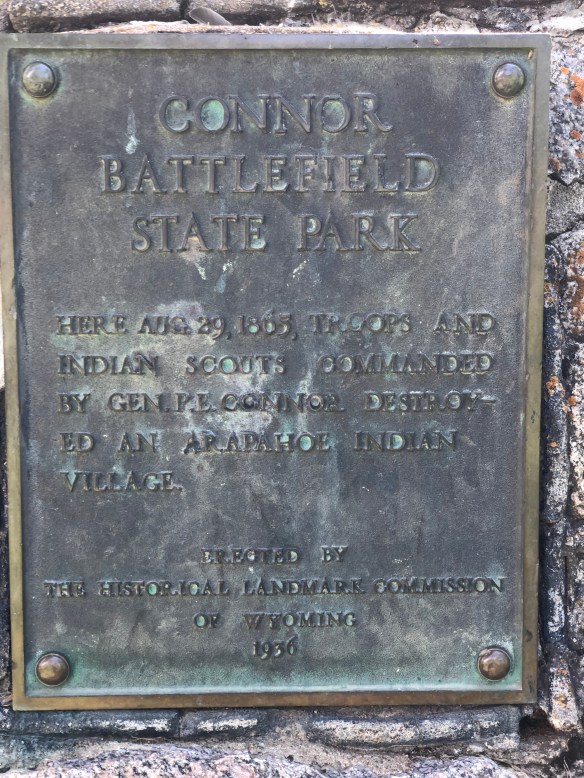 CONNOR
BATTLEFIELD
STATE PARK
HERE AUG. 29, 1865, TROOPS AND
INDIAN SCOUTS COMMANDED
BY GEN. P. E. CONNOR DESTROY-
ED AN ARAPAHOE INDIAN
VILLAGE.
ERECTED BY
THE HISTORICAL LANDMARK COMMISSION
OF WYOMING
1936